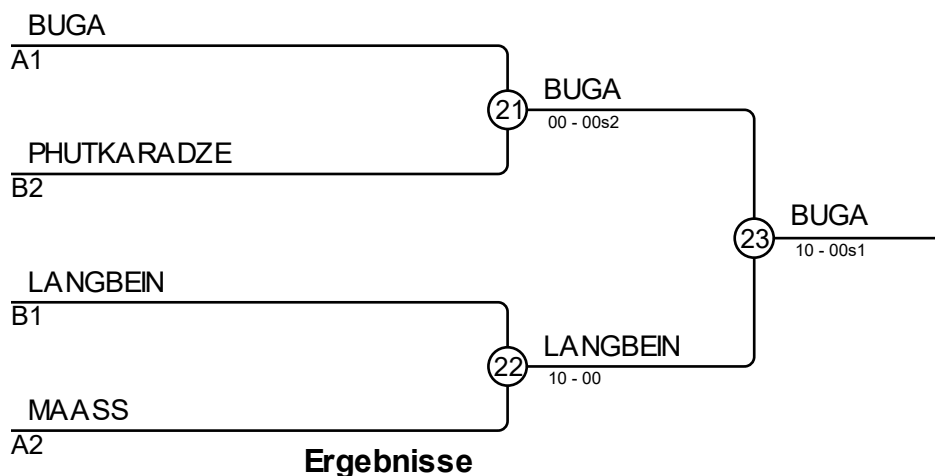 BUGA
A1
21
BUGA
00 - 00s2
PHUTKARADZE
B2
23
BUGA
10 - 00s1
LANGBEIN
B1
22
LANGBEIN
10 - 00
MAASS
A2
Ergebnisse